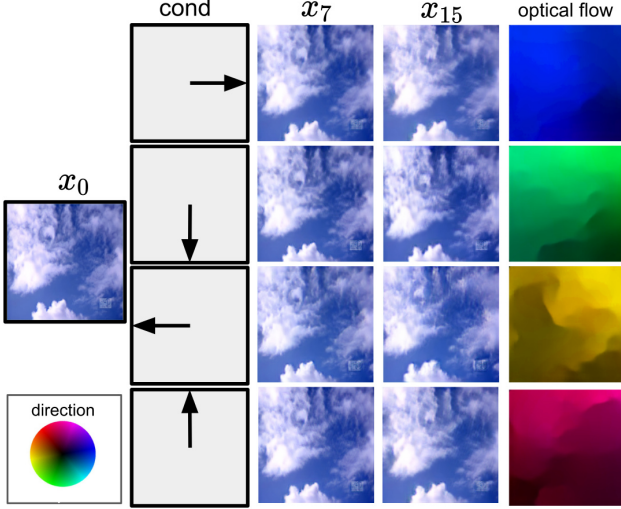 cond x₇ x₁₅ optical flow
x₀
direction